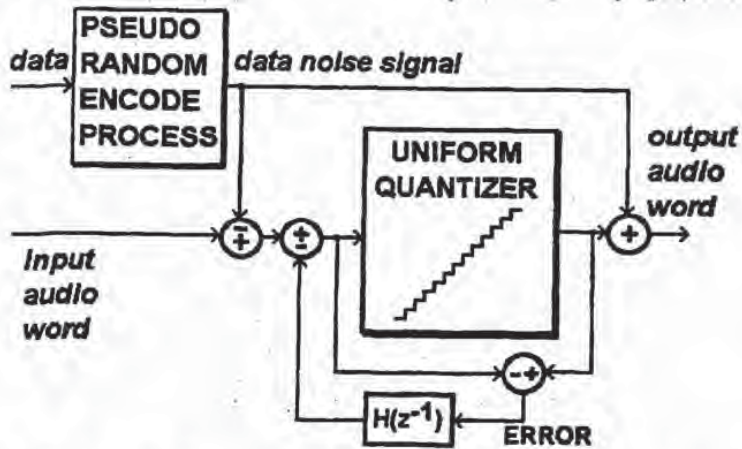 PSEUDO
RANDOM
ENCODE
PROCESS
data
data noise signal
UNIFORM
QUANTIZER
output
audio
word
Input
audio
word
−
+
+
−
+
− +
H(z⁻¹)
ERROR